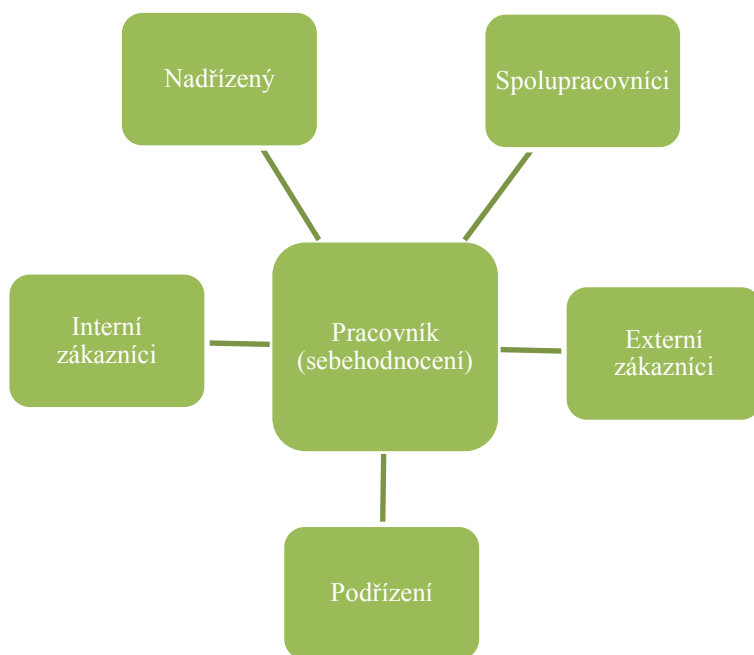 Nadřízený
Spolupracovníci
Interní
zákazníci
Pracovník
(sebehodnocení)
Externí
zákazníci
Podřízení